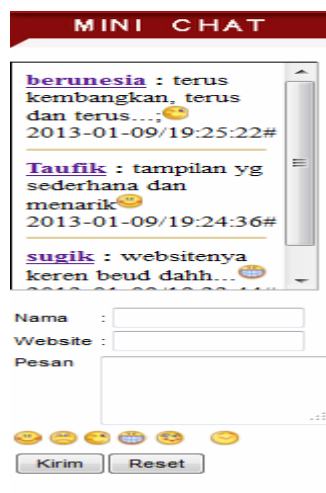 MINI CHAT
berunesia : terus
kembangkan, terus
dan terus...;
2013-01-09/19:25:22#
Taufik : tampilan yg
sederhana dan
menarik
2013-01-09/19:24:36#
sugik : websitenya
keren beud dahh...
Nama :
Website :
Pesan
Kirim Reset